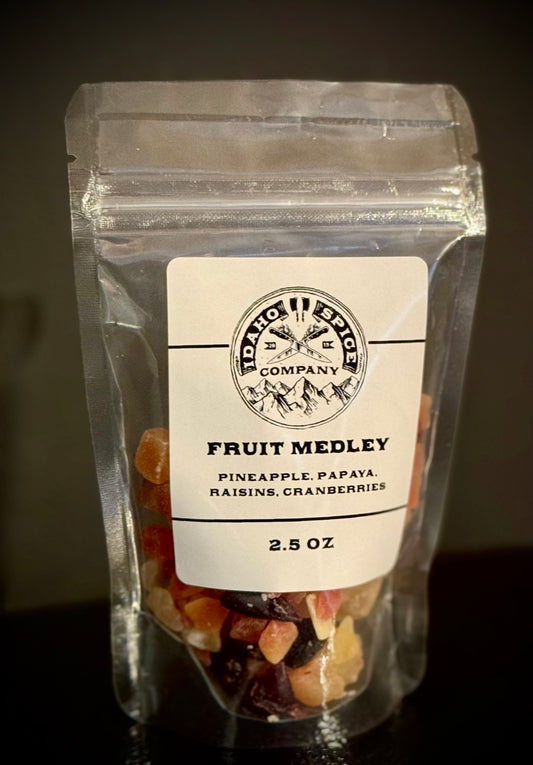 IDAHO SPICE
COMPANY
FRUIT MEDLEY
PINEAPPLE, PAPAYA,
RAISINS, CRANBERRIES
2.5 OZ